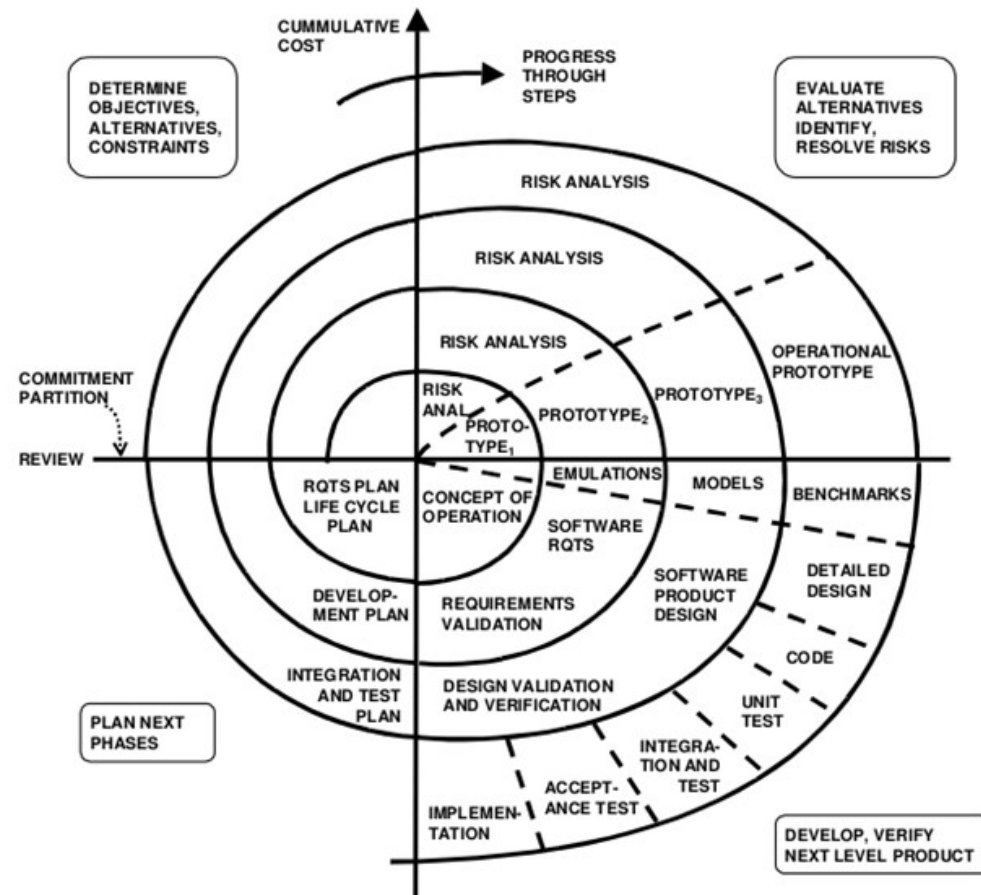 CUMMULATIVE
COST
PROGRESS
THROUGH
STEPS
DETERMINE
OBJECTIVES,
ALTERNATIVES,
CONSTRAINTS
EVALUATE
ALTERNATIVES
IDENTIFY,
RESOLVE RISKS
RISK ANALYSIS
RISK ANALYSIS
RISK ANALYSIS
RISK
ANAL.
PROTO-
TYPE1
PROTOTYPE2
PROTOTYPE3
OPERATIONAL
PROTOTYPE
COMMITMENT
PARTITION
REVIEW
RQTS PLAN
LIFE CYCLE
PLAN
CONCEPT OF
OPERATION
EMULATIONS
MODELS
BENCHMARKS
SOFTWARE
RQTS
SOFTWARE
PRODUCT
DESIGN
DETAILED
DESIGN
DEVELOP-
MENT PLAN
REQUIREMENTS
VALIDATION
CODE
INTEGRATION
AND TEST
PLAN
DESIGN VALIDATION
AND VERIFICATION
UNIT
TEST
PLAN NEXT
PHASES
INTEGRA-
TION AND
TEST
ACCEPT-
ANCE TEST
IMPLEMEN-
TATION
DEVELOP, VERIFY
NEXT LEVEL PRODUCT